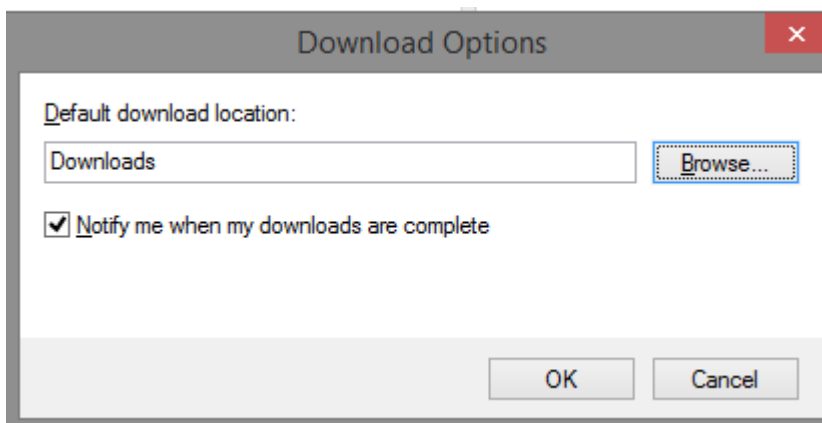 Download Options
Default download location:
Downloads
Browse...
Notify me when my downloads are complete
OK
Cancel